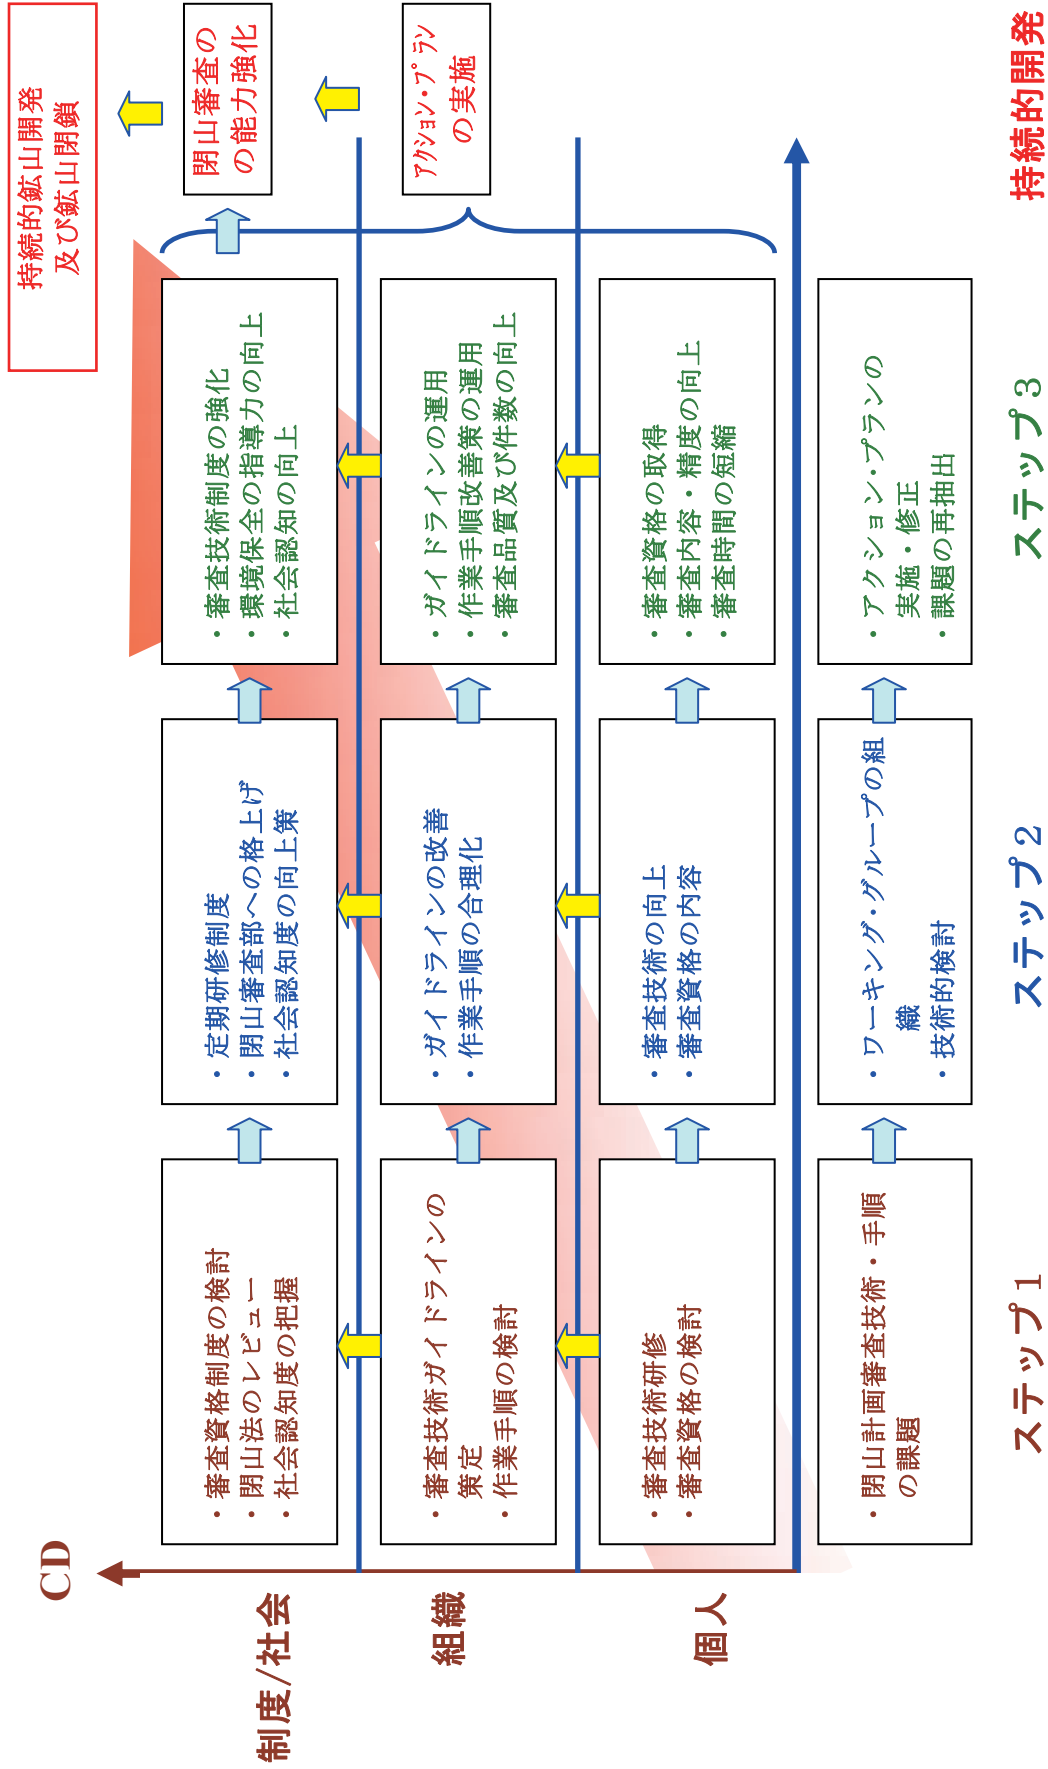 CD
持続的鉱山開発
及び鉱山閉鎖
閉山審査の
の能力強化
アクション・プラン
の実施
制度/社会
・審査資格制度の検討
・閉山法のレビュー
・社会認知度の把握
・定期研修制度
・閉山審査部への格上げ
・社会認知度の向上策
・審査技術制度の強化
・環境保全の指導力の向上
・社会認知の向上
組織
・審査技術ガイドラインの
策定
・作業手順の検討
・ガイドラインの改善
・作業手順の合理化
・ガイドラインの運用
・作業手順改善策の運用
・審査品質及び件数の向上
個人
・審査技術研修
・審査資格の検討
・審査技術の向上
・審査資格の内容
・審査資格の取得
・審査内容・精度の向上
・審査時間の短縮
・閉山計画審査技術・手順
の課題
・ワーキング・グループの組
織
・技術的検討
・アクション・プランの
実施・修正
・課題の再抽出
ステップ１
ステップ２
ステップ３
持続的開発